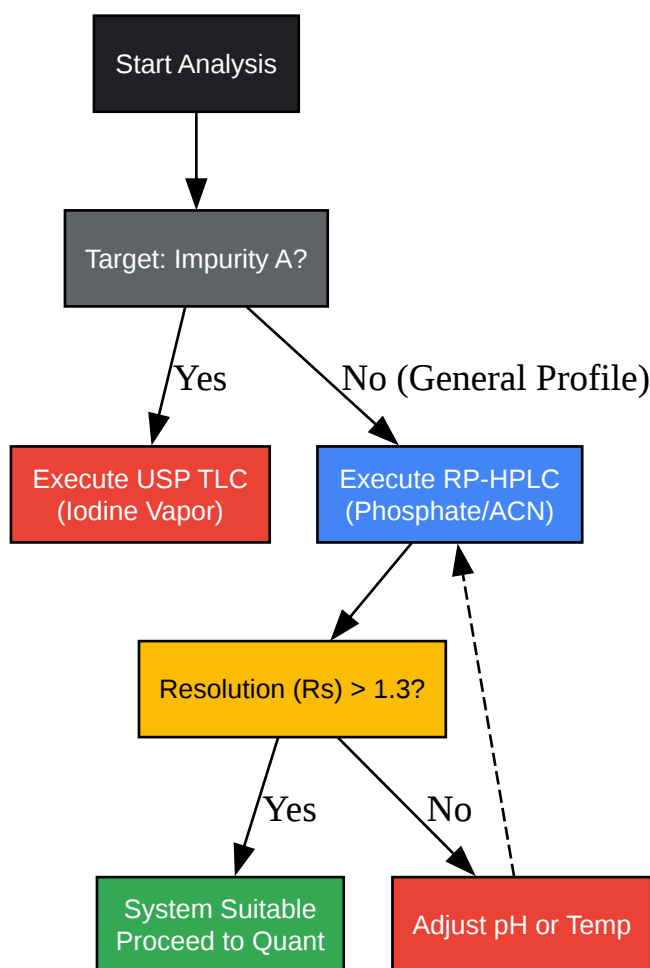 Start Analysis
Target: Impurity A?
Yes
No (General Profile)
Execute USP TLC
(Iodine Vapor)
Execute RP-HPLC
(Phosphate/ACN)
Resolution (Rs) > 1.3?
Yes
No
System Suitable
Proceed to Quant
Adjust pH or Temp